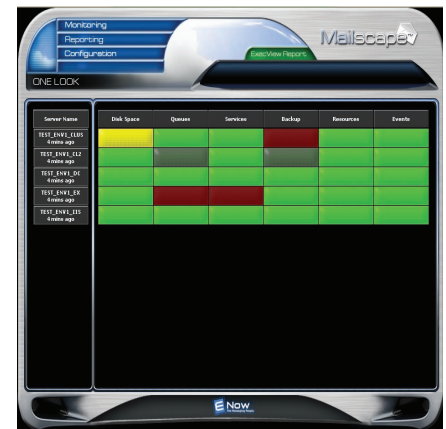 Monitoring
Reporting
Configuration
ExecView Report
Mailscape
ONE LOOK
Server Name Disk Space Queues Services Backup Resources Events
TEST_ENV1_CLUS
4 mins ago
TEST_ENV1_CL2
4 mins ago
TEST_ENV1_DC
4 mins ago
TEST_ENV1_EX
4 mins ago
TEST_ENV1_IIS
4 mins ago
E Now